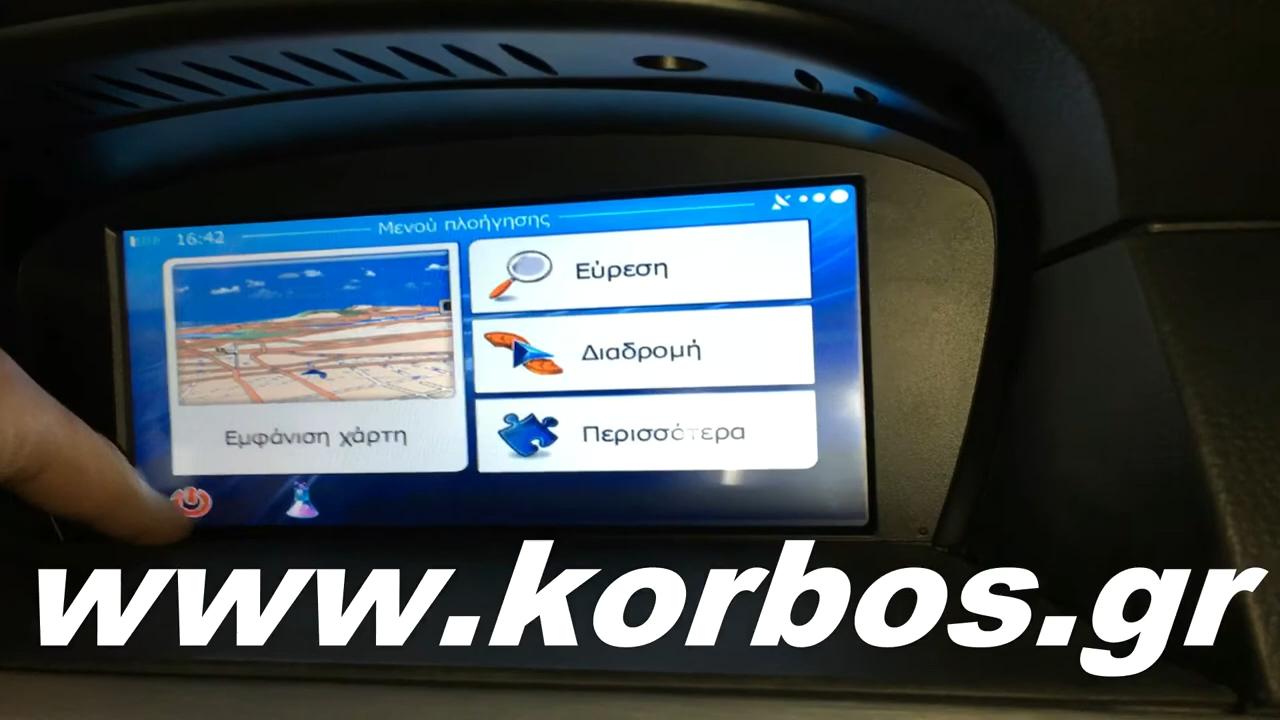 Μενού πλοήγησης
16:42
Εύρεση
Διαδρομή
Εμφάνιση χάρτη
Περισσότερα
www.korbos.gr